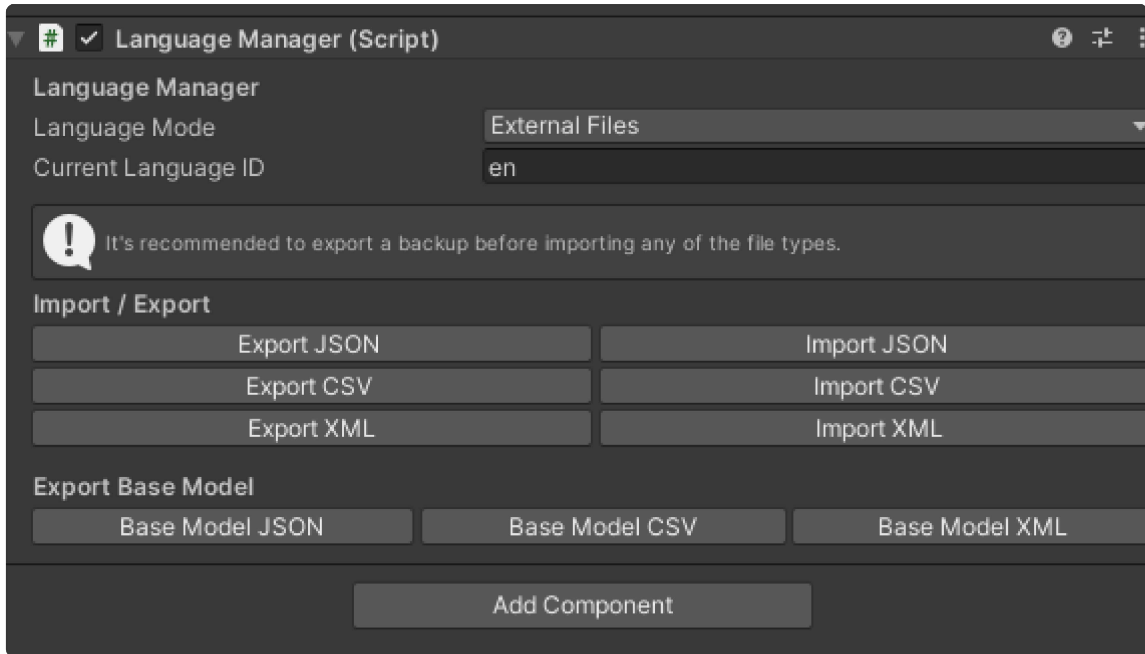 # Language Manager (Script)
Language Manager
Language Mode External Files
Current Language ID en
It's recommended to export a backup before importing any of the file types.
Import / Export
Export JSON Import JSON
Export CSV Import CSV
Export XML Import XML
Export Base Model
Base Model JSON Base Model CSV Base Model XML
Add Component